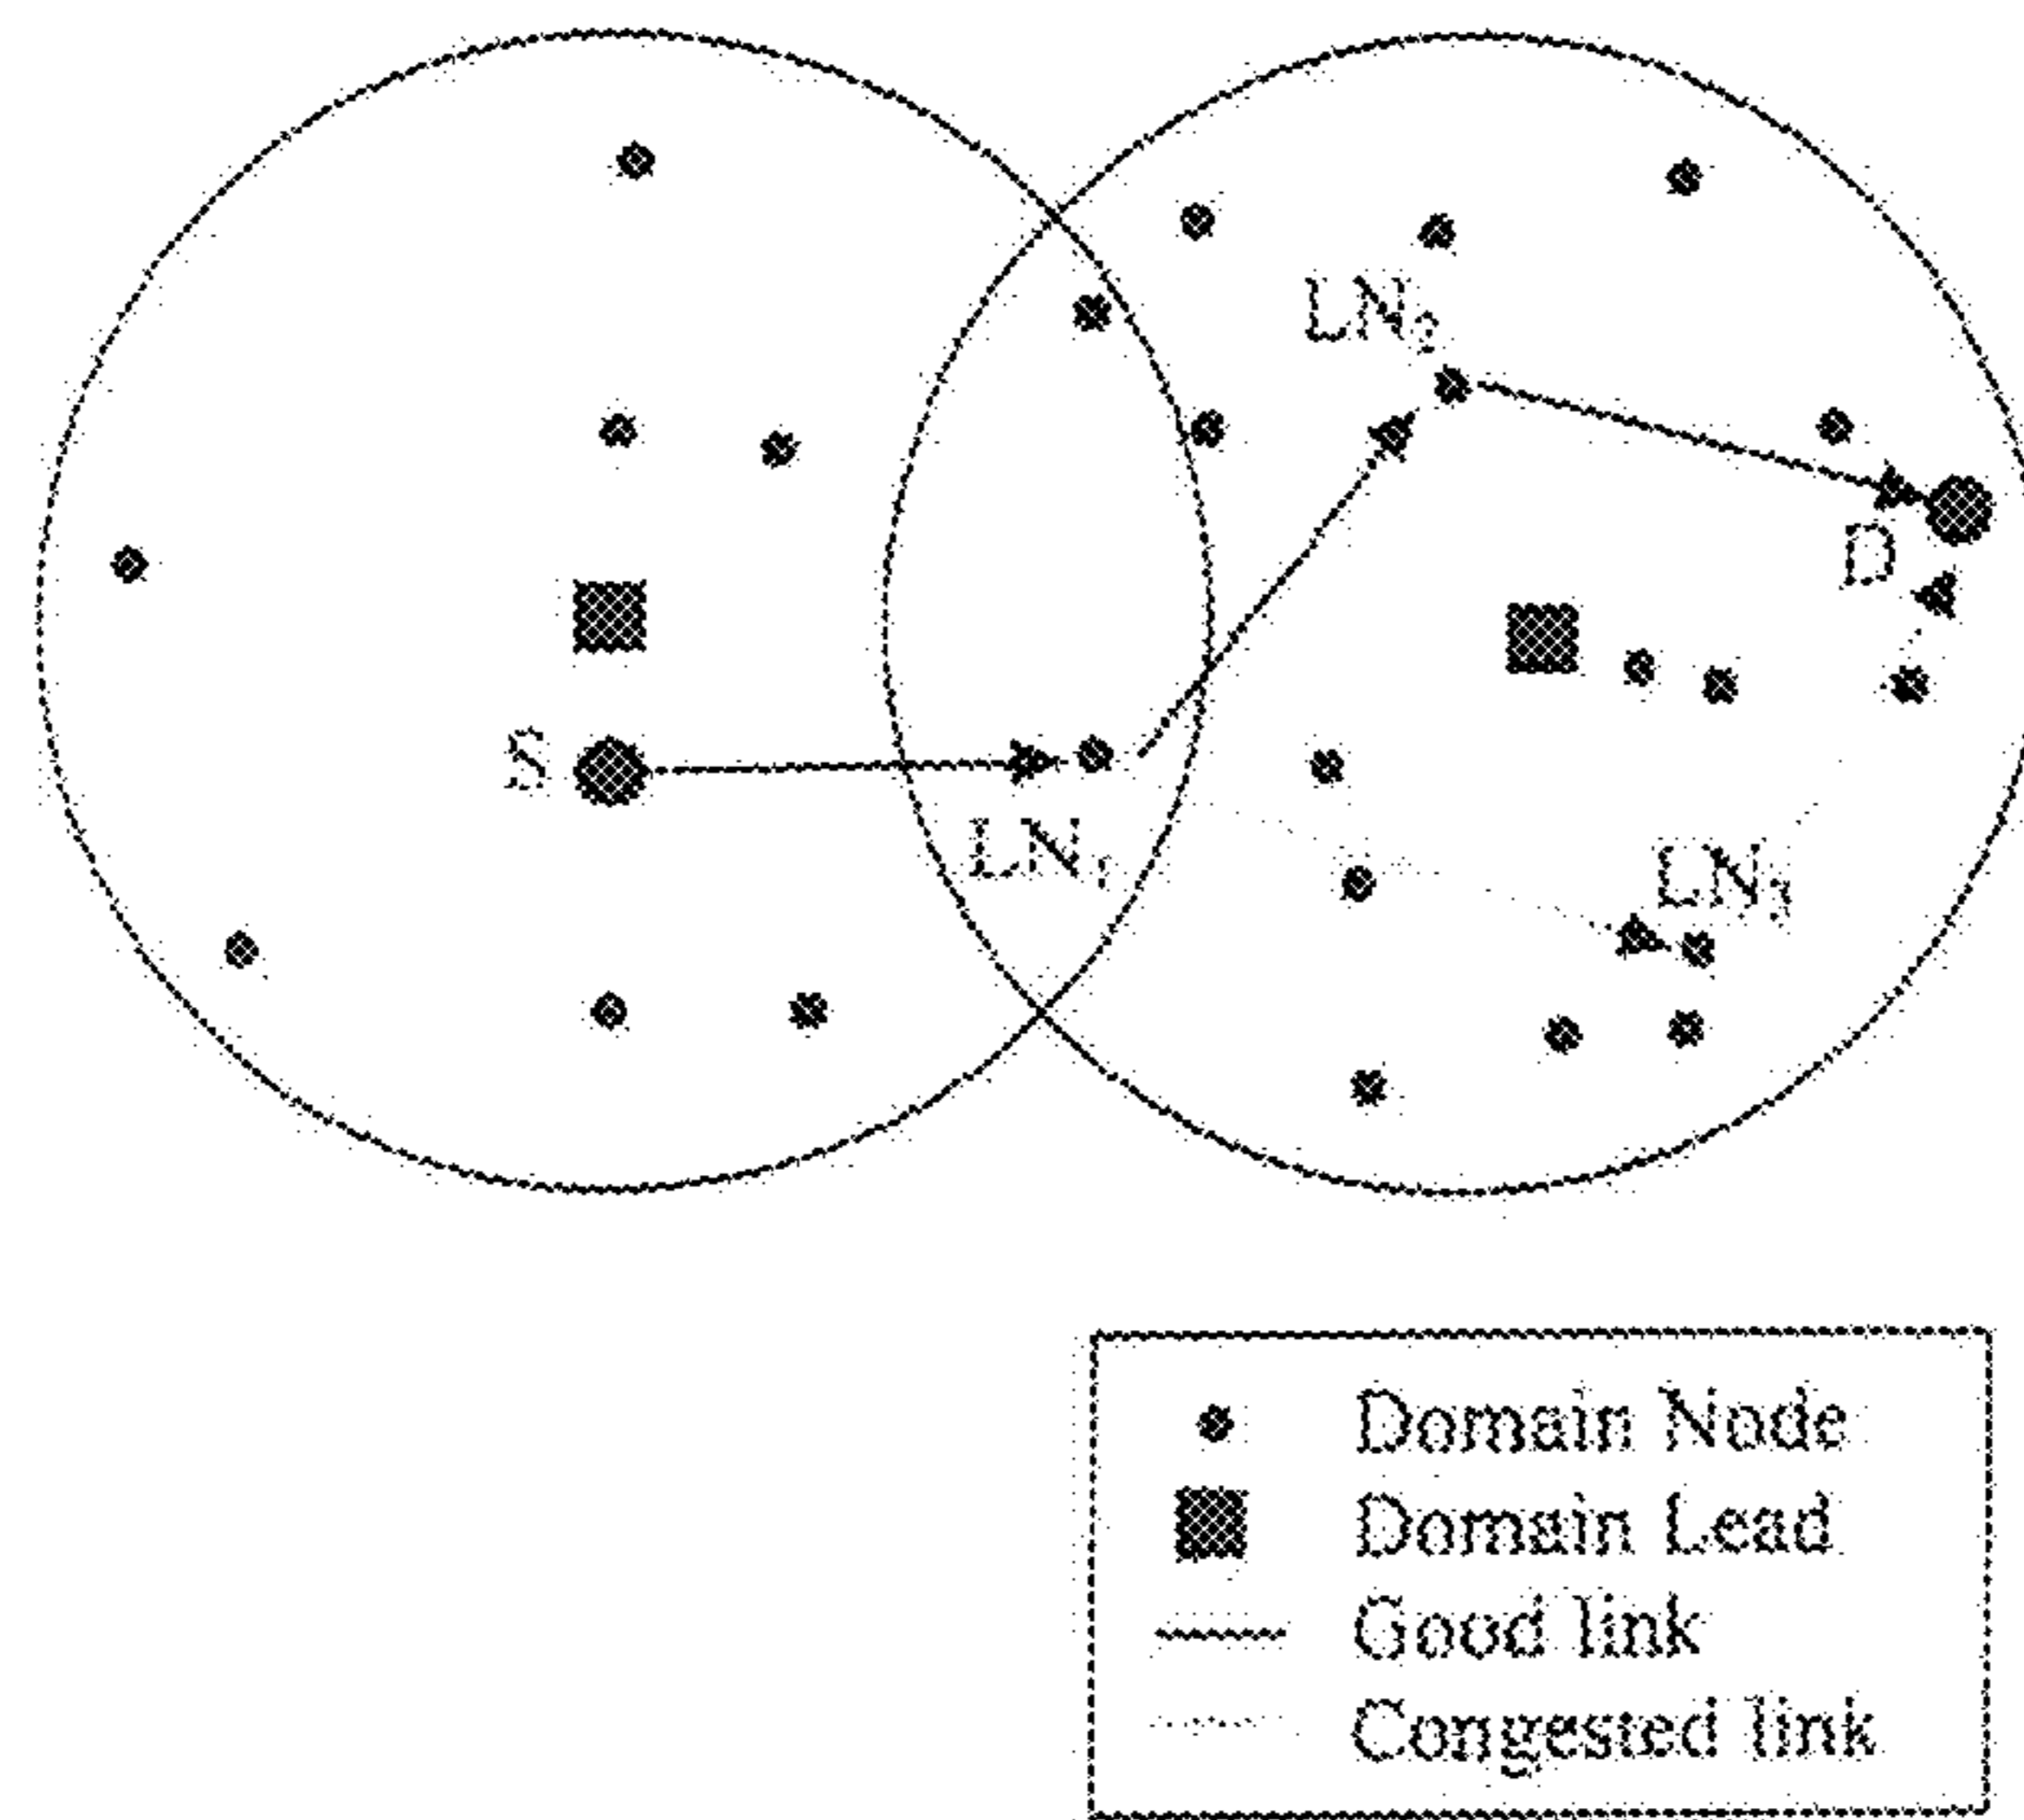 LN₂
D
S
LN₁
LN₃
Domain Node
Domain Lead
Good link
Congested link